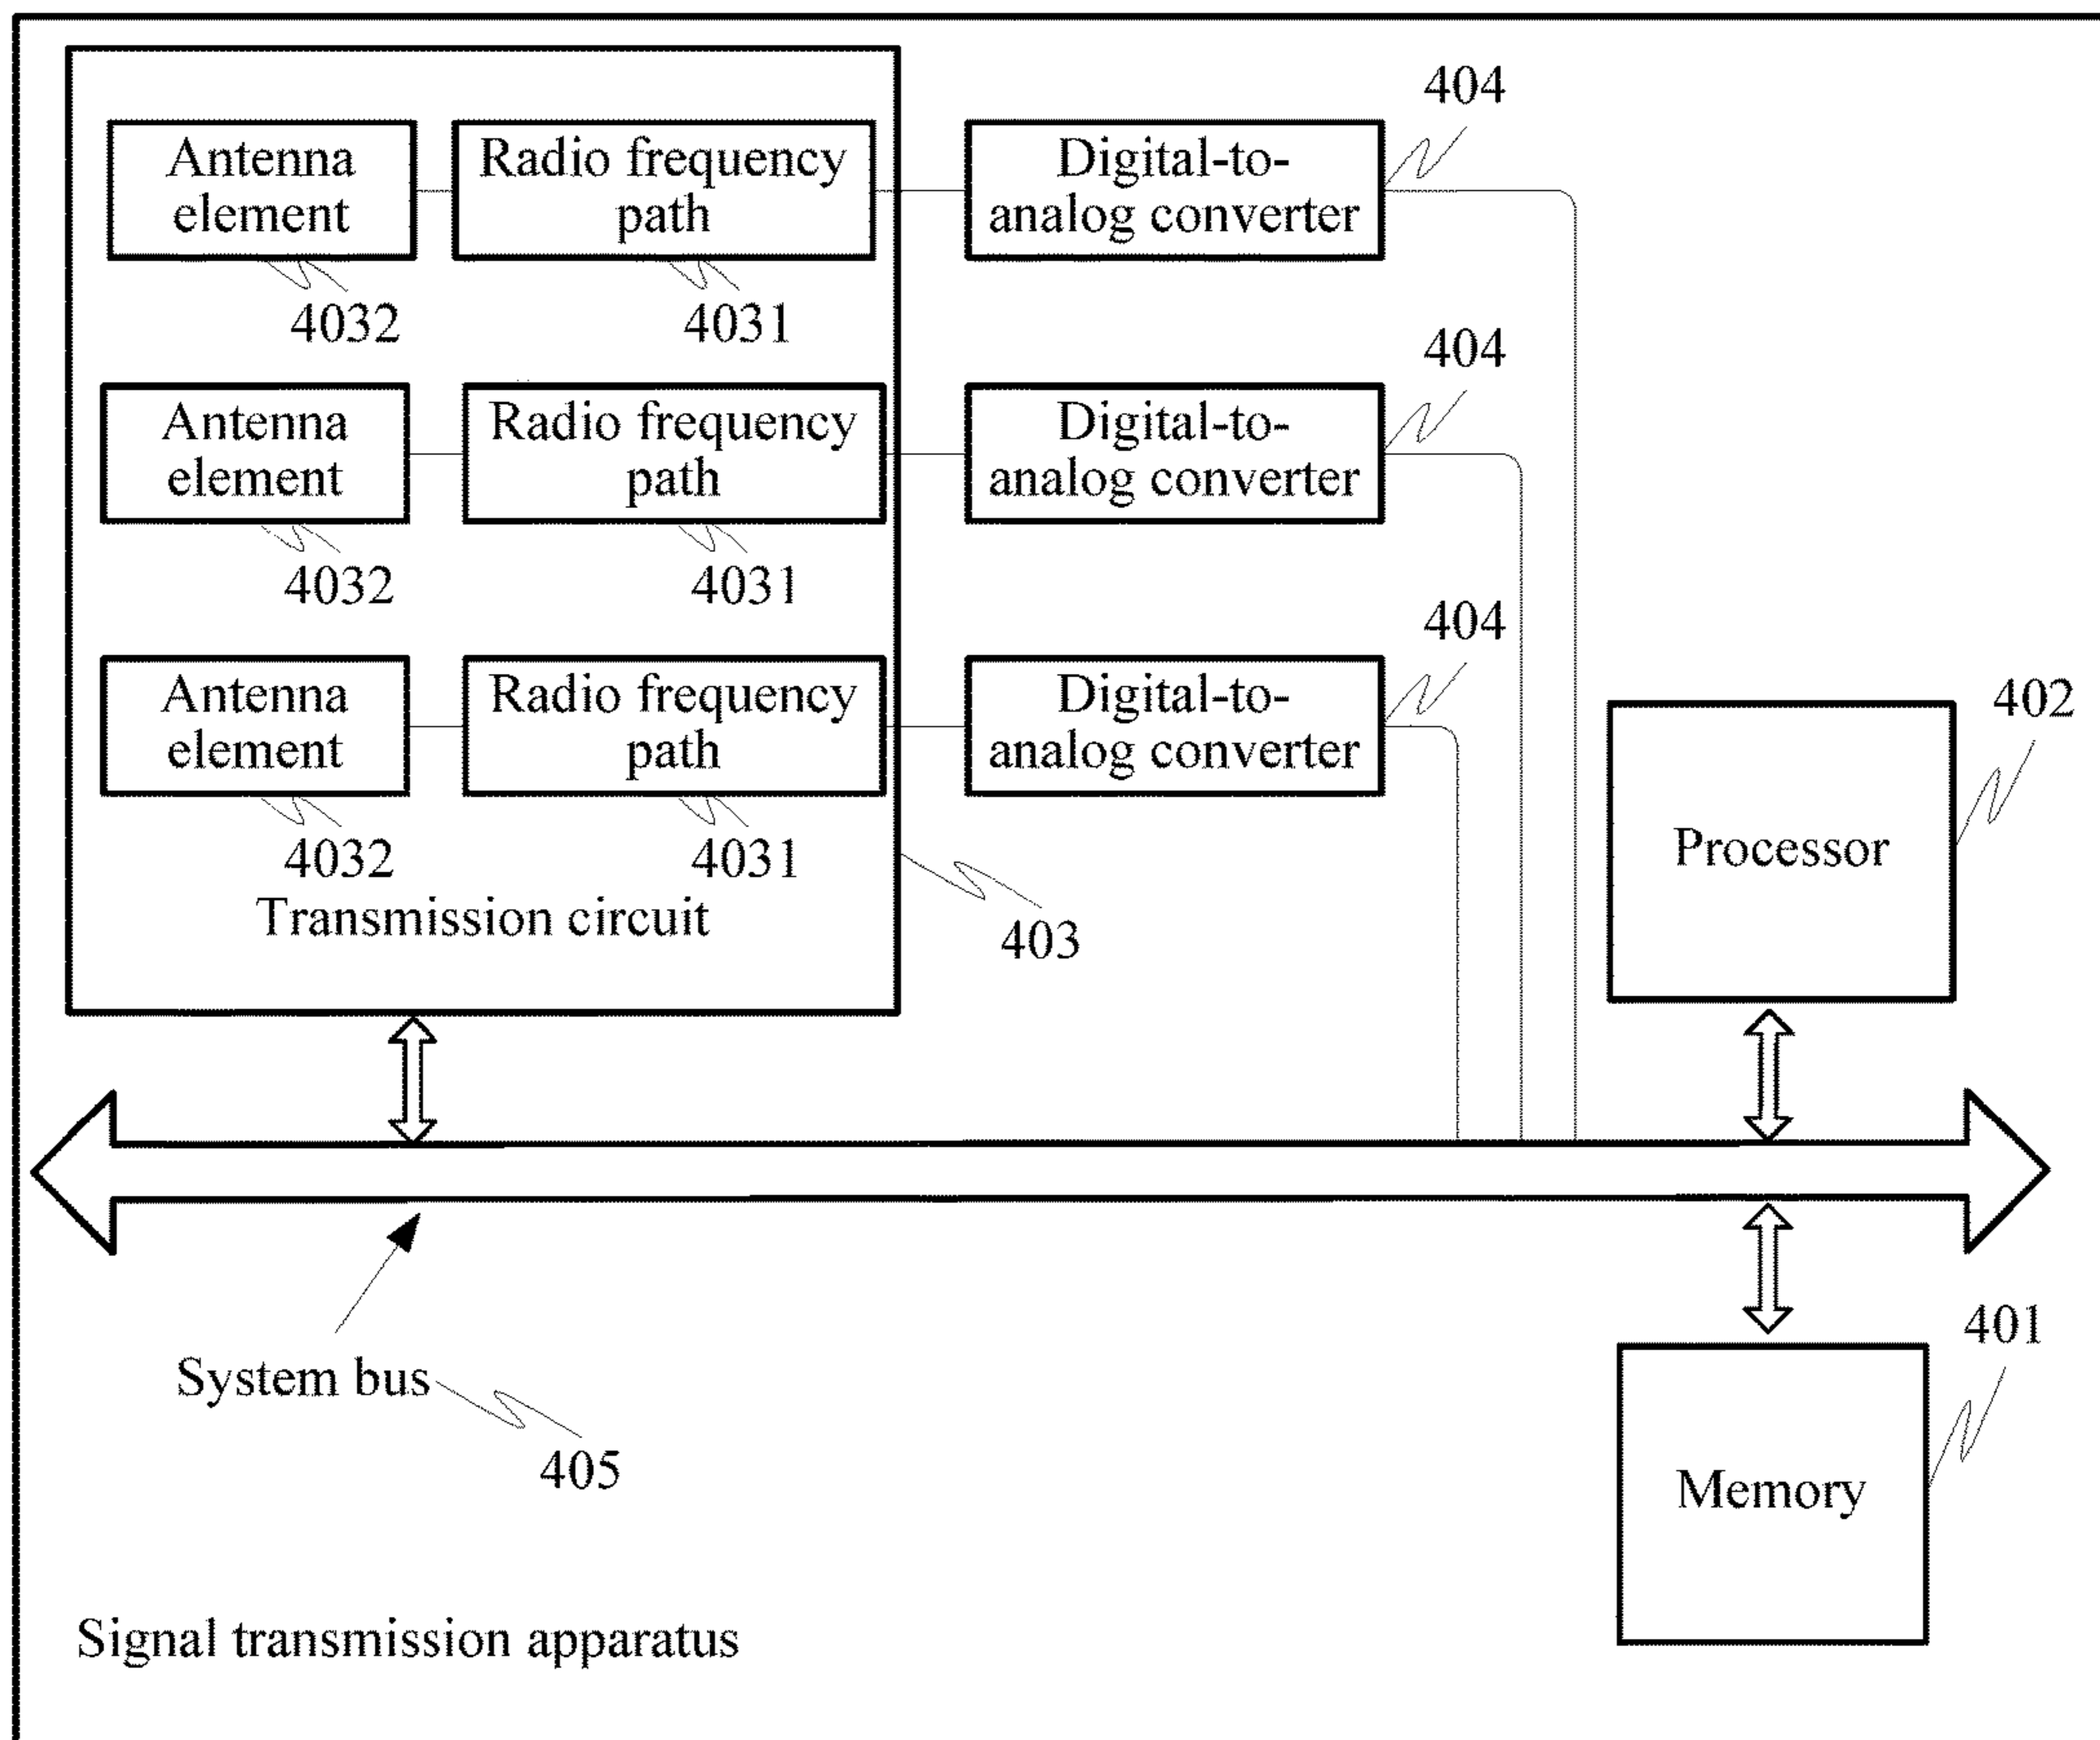 404
Antenna
element
Radio frequency
path
Digital-to-
analog converter
4032
4031
404
Antenna
element
Radio frequency
path
Digital-to-
analog converter
4032
4031
404
Antenna
element
Radio frequency
path
Digital-to-
analog converter
402
4032
4031
Processor
Transmission circuit
403
System bus
405
401
Memory
Signal transmission apparatus